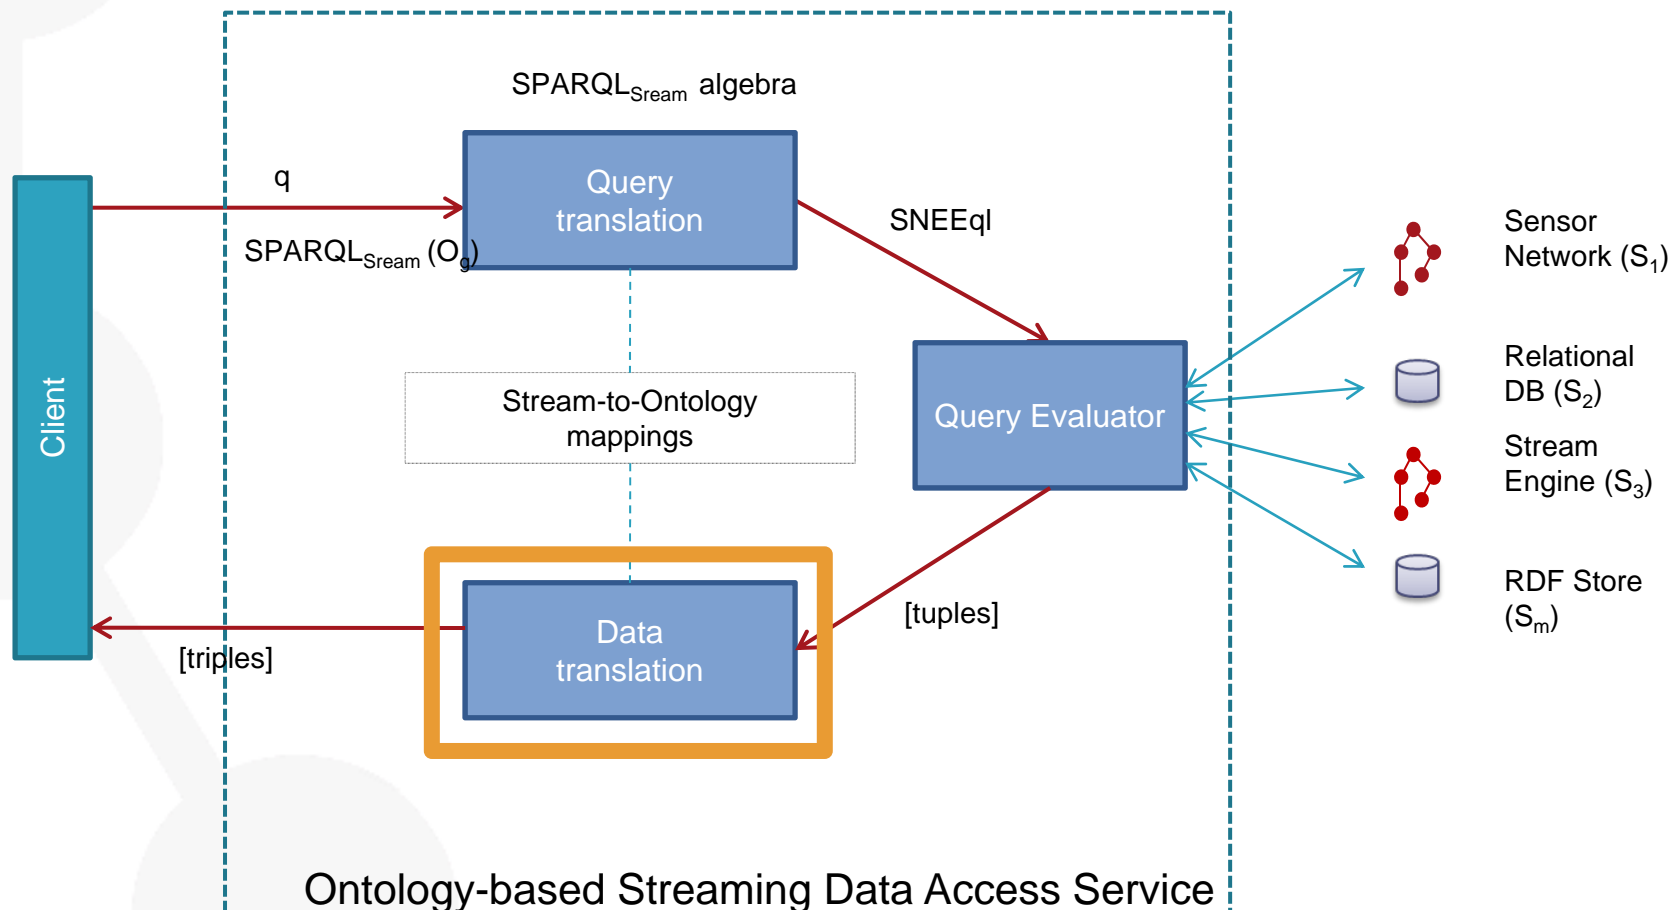 SPARQLSream algebra
q
Query
translation
SPARQLSream (Og)
SNEEql
Sensor
Network (S1)
Client
Stream-to-Ontology
mappings
Query Evaluator
Relational
DB (S2)
Stream
Engine (S3)
RDF Store
(Sm)
[tuples]
Data
translation
[triples]
Ontology-based Streaming Data Access Service